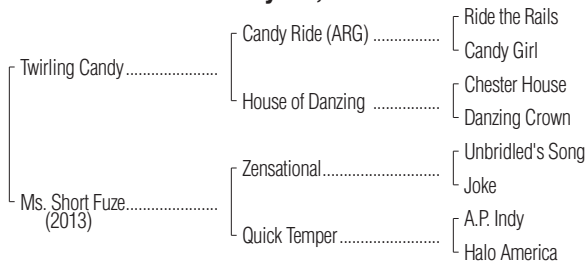 Ride the Rails
Candy Ride (ARG) ................
Candy Girl
Twirling Candy ......................
Chester House
House of Danzing ................
Danzing Crown
Unbridled's Song
Zensational............................
Joke
Ms. Short Fuze......................
(2013)
A.P. Indy
Quick Temper ........................
Halo America